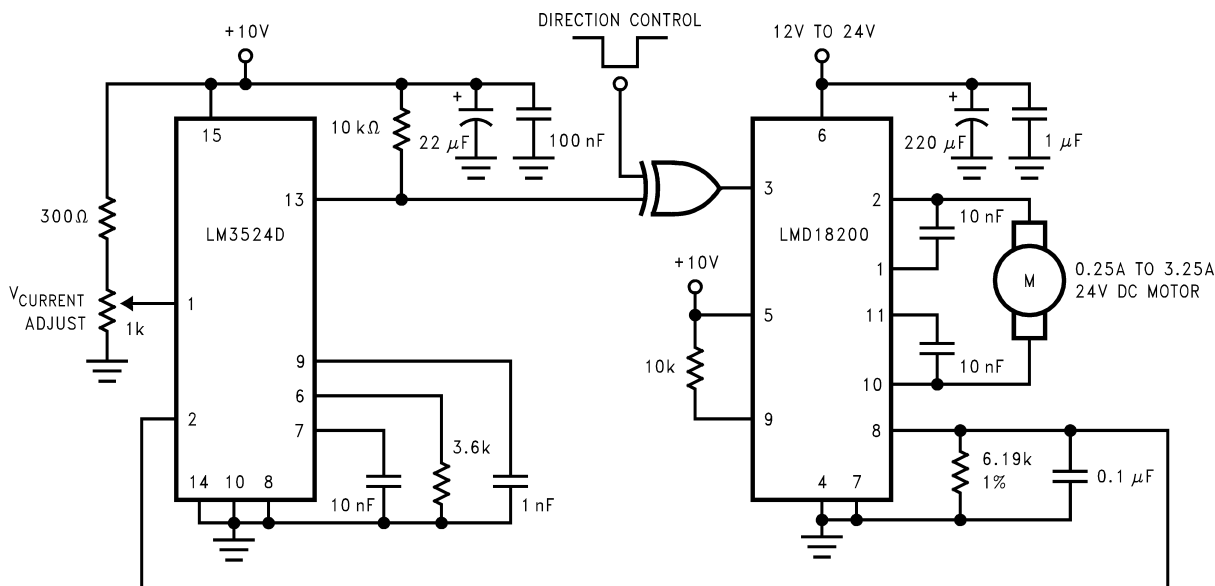 DIRECTION CONTROL
+10V
12V TO 24V
15
10 kΩ
+
22 µF
100 nF
6
+
220 µF
1 µF
13
3
2
300Ω
LM3524D
LMD18200
10 nF
+10V
1
V CURRENT
ADJUST
1k
1
5
11
M
0.25A TO 3.25A
24V DC MOTOR
9
10k
10 nF
6
10
2
7
3.6k
9
8
14
10
8
10 nF
1 nF
4
7
6.19k
1%
0.1 µF